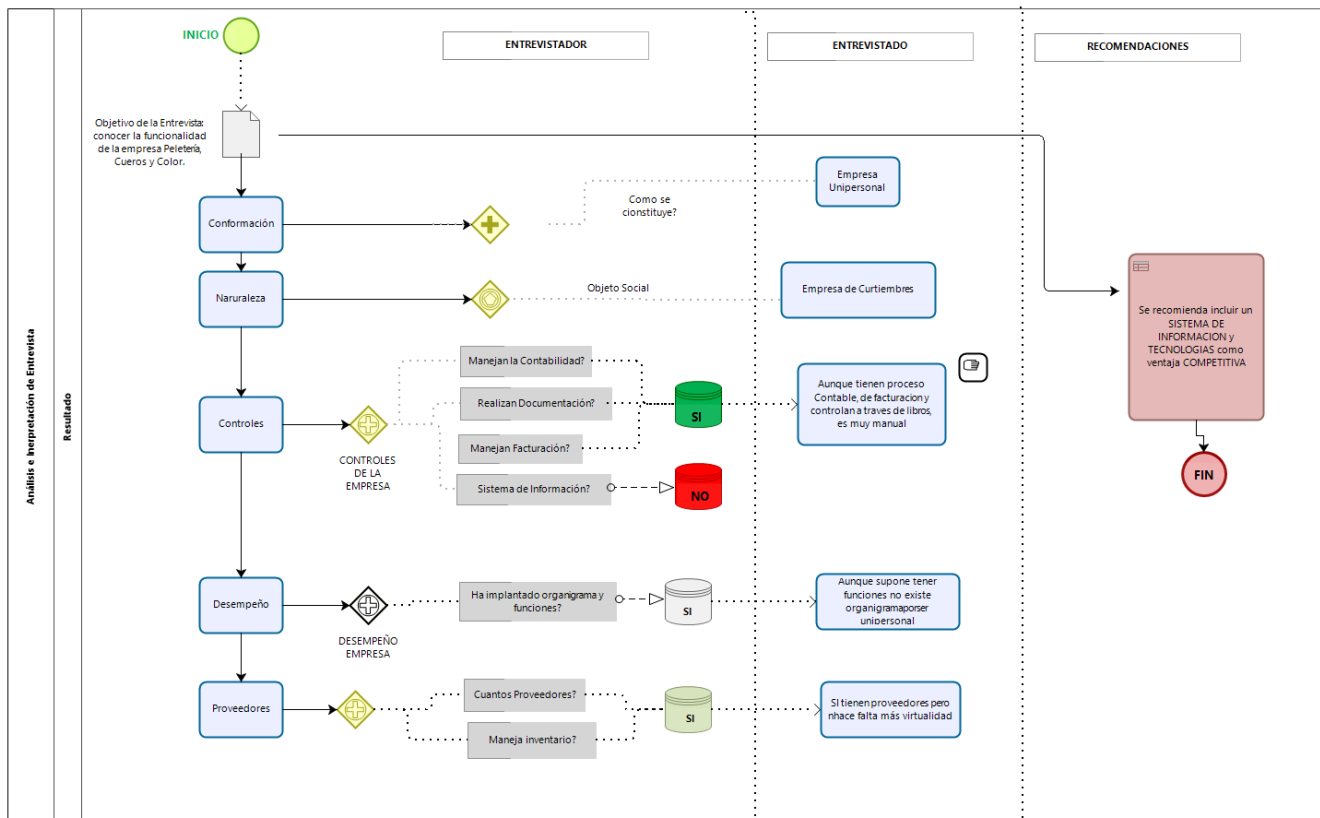 Análisis e Inerpretación de Entrevista
Resultado
INICIO
ENTREVISTADOR
ENTREVISTADO
RECOMENDACIONES
Objetivo de la Entrevista:
conocer la funcionalidad
de la empresa Peletería,
Cueros y Color.
Conformación
Como se
cionstituye?
Empresa
Unipersonal
Naruraleza
Objeto Social
Empresa de Curtiembres
Controles
CONTROLES
DE LA
EMPRESA
Manejan la Contabilidad?
Realizan Documentación?
Manejan Facturación?
Sistema de Información?
SI
NO
Aunque tienen proceso
Contable, de facturacion y
controlan a traves de libros,
es muy manual
Se recomienda incluir un
SISTEMA DE
INFORMACION y
TECNOLOGIAS como
ventaja COMPETITIVA
FIN
Desempeño
DESEMPEÑO
EMPRESA
Ha implantado organigrama y
funciones?
SI
Aunque supone tener
funciones no existe
organigramaporser
unipersonal
Proveedores
Cuantos Proveedores?
Maneja inventario?
SI
SI tienen proveedores pero
nhace falta más virtualidad